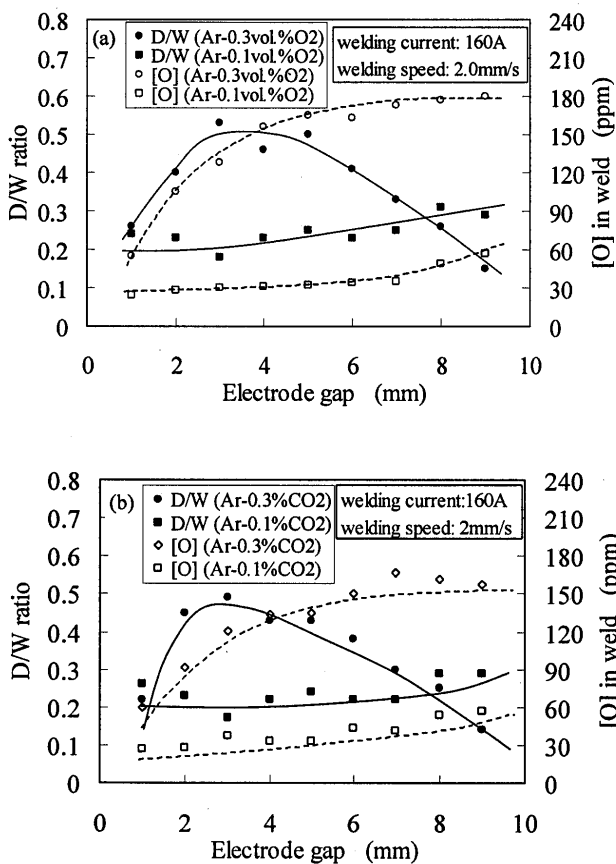 (a)
D/W (Ar-0.3vol.%O2)
D/W (Ar-0.1vol.%O2)
[O] (Ar-0.3vol.%O2)
[O] (Ar-0.1vol.%O2)
welding current: 160A
welding speed: 2.0mm/s
0.8
0.7
0.6
0.5
0.4
0.3
0.2
0.1
0
D/W ratio
240
210
180
150
120
90
60
30
0
[O] in weld (ppm)
0 2 4 6 8 10
Electrode gap (mm)
(b)
D/W (Ar-0.3%CO2)
D/W (Ar-0.1%CO2)
[O] (Ar-0.3%CO2)
[O] (Ar-0.1%CO2)
welding current:160A
welding speed: 2mm/s
0.8
0.7
0.6
0.5
0.4
0.3
0.2
0.1
0
D/W ratio
240
210
180
150
120
90
60
30
0
[O] in weld (ppm)
0 2 4 6 8 10
Electrode gap (mm)